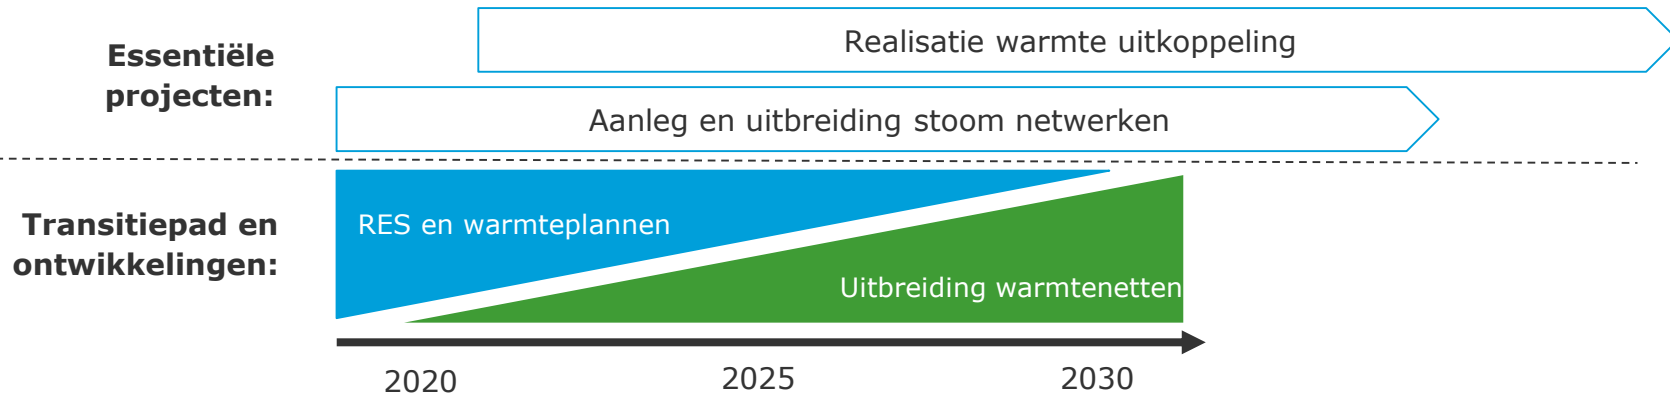 Essentiële
projecten:
Realisatie warmte uitkoppeling
Aanleg en uitbreiding stoom netwerken
Transitiepad en
ontwikkelingen:
RES en warmteplannen
Uitbreiding warmtenetten
2020
2025
2030